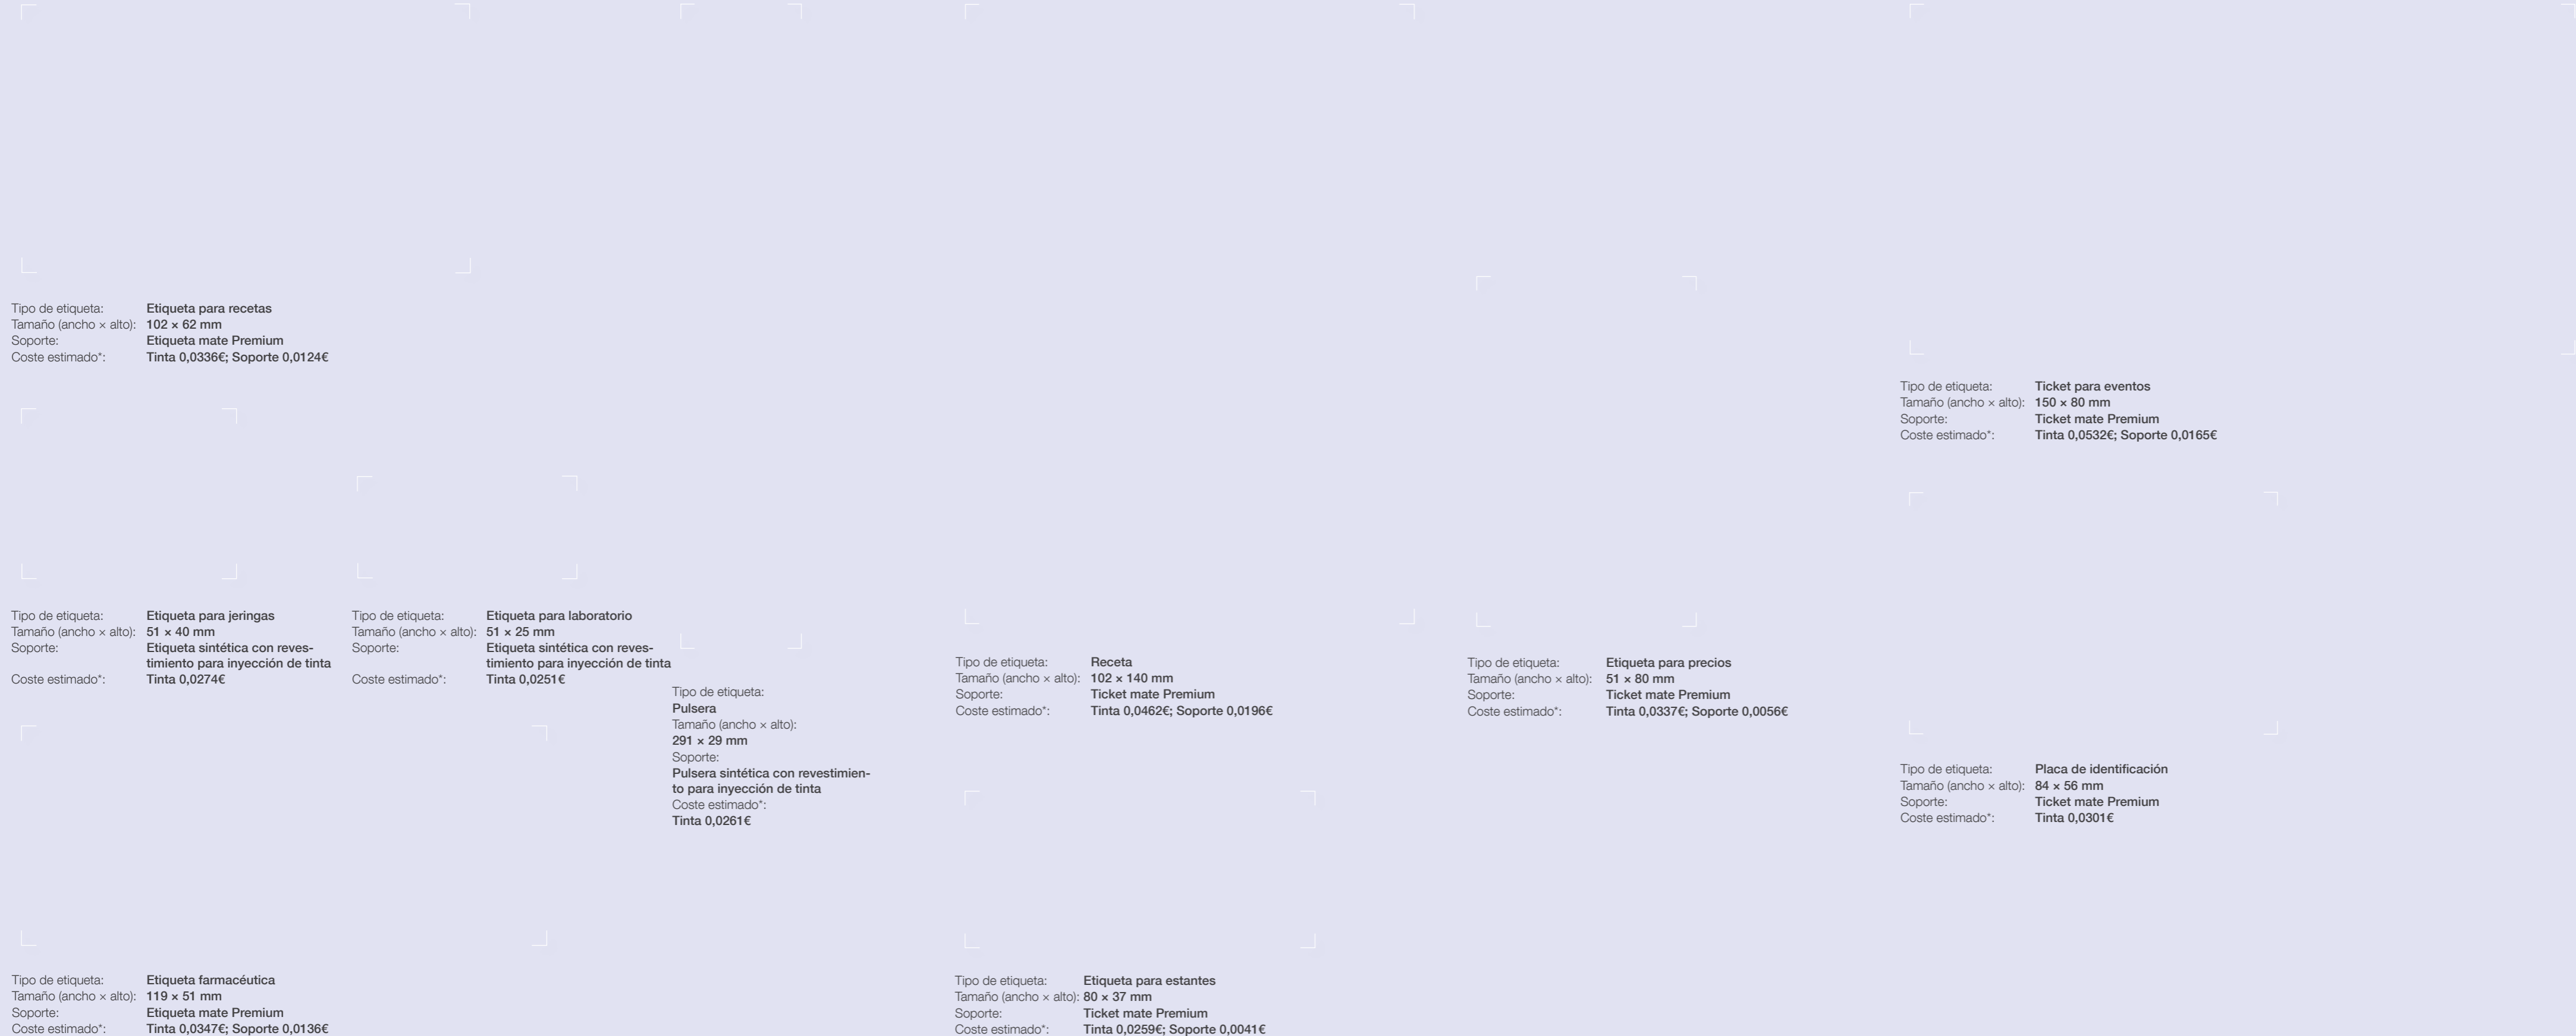 Tipo de etiqueta: Etiqueta para recetas
Tamaño (ancho × alto): 102 × 62 mm
Soporte: Etiqueta mate Premium
Coste estimado*: Tinta 0,0336€; Soporte 0,0124€
Tipo de etiqueta: Etiqueta para jeringas
Tamaño (ancho × alto): 51 × 40 mm
Soporte: Etiqueta sintética con reves-
timiento para inyección de tinta
Coste estimado*: Tinta 0,0274€
Tipo de etiqueta: Etiqueta para laboratorio
Tamaño (ancho × alto): 51 × 25 mm
Soporte: Etiqueta sintética con reves-
timiento para inyección de tinta
Coste estimado*: Tinta 0,0251€
Tipo de etiqueta: Etiqueta farmacéutica
Tamaño (ancho × alto): 119 × 51 mm
Soporte: Etiqueta mate Premium
Coste estimado*: Tinta 0,0347€; Soporte 0,0136€
Tipo de etiqueta:
Pulsera
Tamaño (ancho × alto):
291 × 29 mm
Soporte:
Pulsera sintética con revestimien-
to para inyección de tinta
Coste estimado*:
Tinta 0,0261€
Tipo de etiqueta: Receta
Tamaño (ancho × alto): 102 × 140 mm
Soporte: Ticket mate Premium
Coste estimado*: Tinta 0,0462€; Soporte 0,0196€
Tipo de etiqueta: Etiqueta para estantes
Tamaño (ancho × alto): 80 × 37 mm
Soporte: Ticket mate Premium
Coste estimado*: Tinta 0,0259€; Soporte 0,0041€
Tipo de etiqueta: Etiqueta para precios
Tamaño (ancho × alto): 51 × 80 mm
Soporte: Ticket mate Premium
Coste estimado*: Tinta 0,0337€; Soporte 0,0056€
Tipo de etiqueta: Ticket para eventos
Tamaño (ancho × alto): 150 × 80 mm
Soporte: Ticket mate Premium
Coste estimado*: Tinta 0,0532€; Soporte 0,0165€
Tipo de etiqueta: Placa de identificación
Tamaño (ancho × alto): 84 × 56 mm
Soporte: Ticket mate Premium
Coste estimado*: Tinta 0,0301€